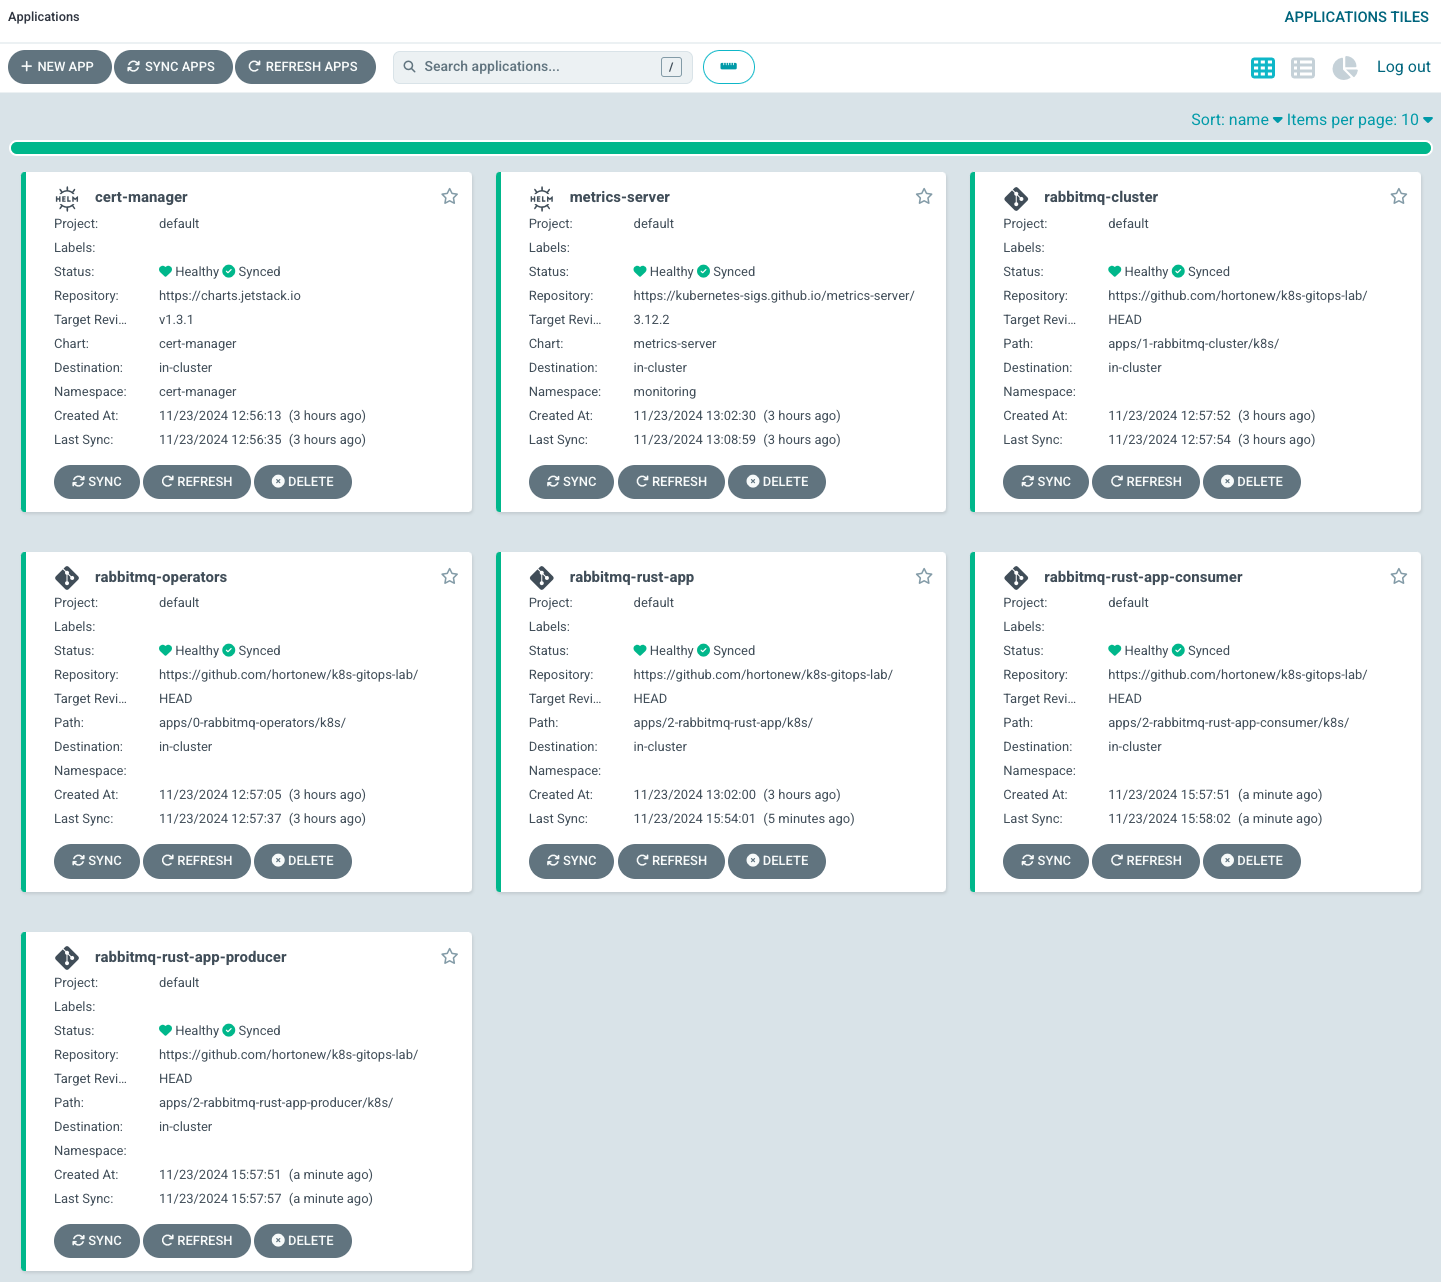 Applications
APPLICATIONS TILES
NEW APP SYNC APPS REFRESH APPS Search applications... / Log out
Sort: name Items per page: 10
HELM cert-manager
Project: default
Labels:
Status: Healthy Synced
Repository: https://charts.jetstack.io
Target Revi... v1.3.1
Chart: cert-manager
Destination: in-cluster
Namespace: cert-manager
Created At: 11/23/2024 12:56:13 (3 hours ago)
Last Sync: 11/23/2024 12:56:35 (3 hours ago)
SYNC REFRESH DELETE
HELM metrics-server
Project: default
Labels:
Status: Healthy Synced
Repository: https://kubernetes-sigs.github.io/metrics-server/
Target Revi... 3.12.2
Chart: metrics-server
Destination: in-cluster
Namespace: monitoring
Created At: 11/23/2024 13:02:30 (3 hours ago)
Last Sync: 11/23/2024 13:08:59 (3 hours ago)
SYNC REFRESH DELETE
rabbitmq-cluster
Project: default
Labels:
Status: Healthy Synced
Repository: https://github.com/hortonew/k8s-gitops-lab/
Target Revi... HEAD
Path: apps/1-rabbitmq-cluster/k8s/
Destination: in-cluster
Namespace:
Created At: 11/23/2024 12:57:52 (3 hours ago)
Last Sync: 11/23/2024 12:57:54 (3 hours ago)
SYNC REFRESH DELETE
rabbitmq-operators
Project: default
Labels:
Status: Healthy Synced
Repository: https://github.com/hortonew/k8s-gitops-lab/
Target Revi... HEAD
Path: apps/0-rabbitmq-operators/k8s/
Destination: in-cluster
Namespace:
Created At: 11/23/2024 12:57:05 (3 hours ago)
Last Sync: 11/23/2024 12:57:37 (3 hours ago)
SYNC REFRESH DELETE
rabbitmq-rust-app
Project: default
Labels:
Status: Healthy Synced
Repository: https://github.com/hortonew/k8s-gitops-lab/
Target Revi... HEAD
Path: apps/2-rabbitmq-rust-app/k8s/
Destination: in-cluster
Namespace:
Created At: 11/23/2024 13:02:00 (3 hours ago)
Last Sync: 11/23/2024 15:54:01 (5 minutes ago)
SYNC REFRESH DELETE
rabbitmq-rust-app-consumer
Project: default
Labels:
Status: Healthy Synced
Repository: https://github.com/hortonew/k8s-gitops-lab/
Target Revi... HEAD
Path: apps/2-rabbitmq-rust-app-consumer/k8s/
Destination: in-cluster
Namespace:
Created At: 11/23/2024 15:57:51 (a minute ago)
Last Sync: 11/23/2024 15:58:02 (a minute ago)
SYNC REFRESH DELETE
rabbitmq-rust-app-producer
Project: default
Labels:
Status: Healthy Synced
Repository: https://github.com/hortonew/k8s-gitops-lab/
Target Revi... HEAD
Path: apps/2-rabbitmq-rust-app-producer/k8s/
Destination: in-cluster
Namespace:
Created At: 11/23/2024 15:57:51 (a minute ago)
Last Sync: 11/23/2024 15:57:57 (a minute ago)
SYNC REFRESH DELETE